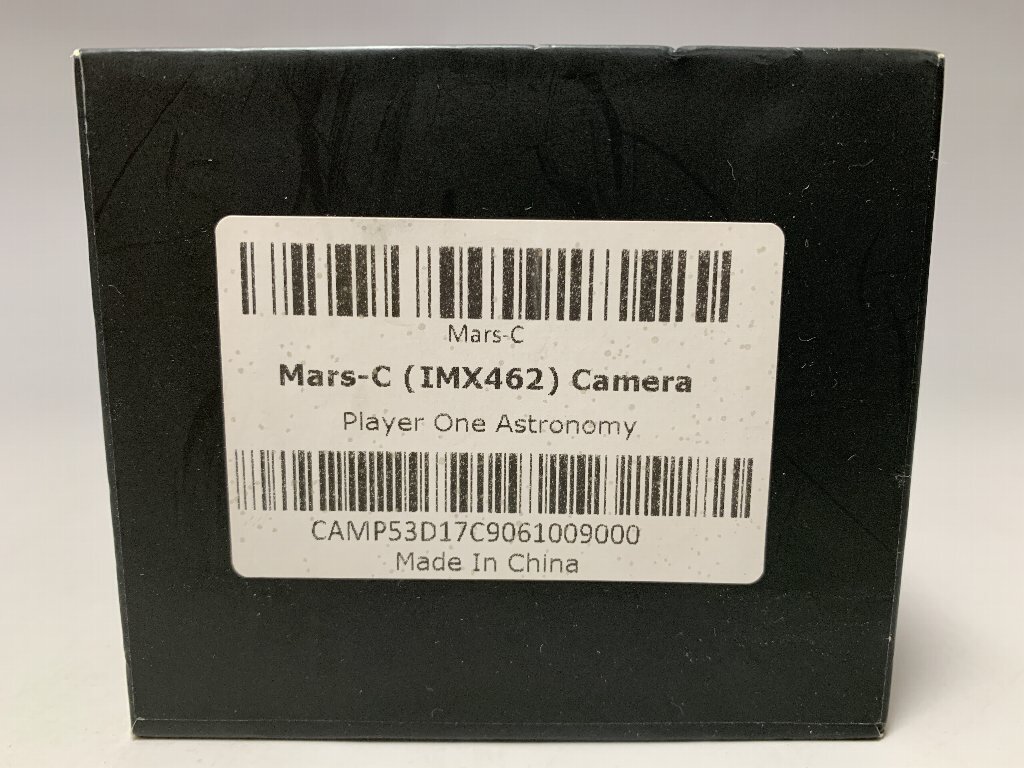 Mars-C
Mars-C (IMX462) Camera
Player One Astronomy
CAMP53D17C9061009000
Made In China